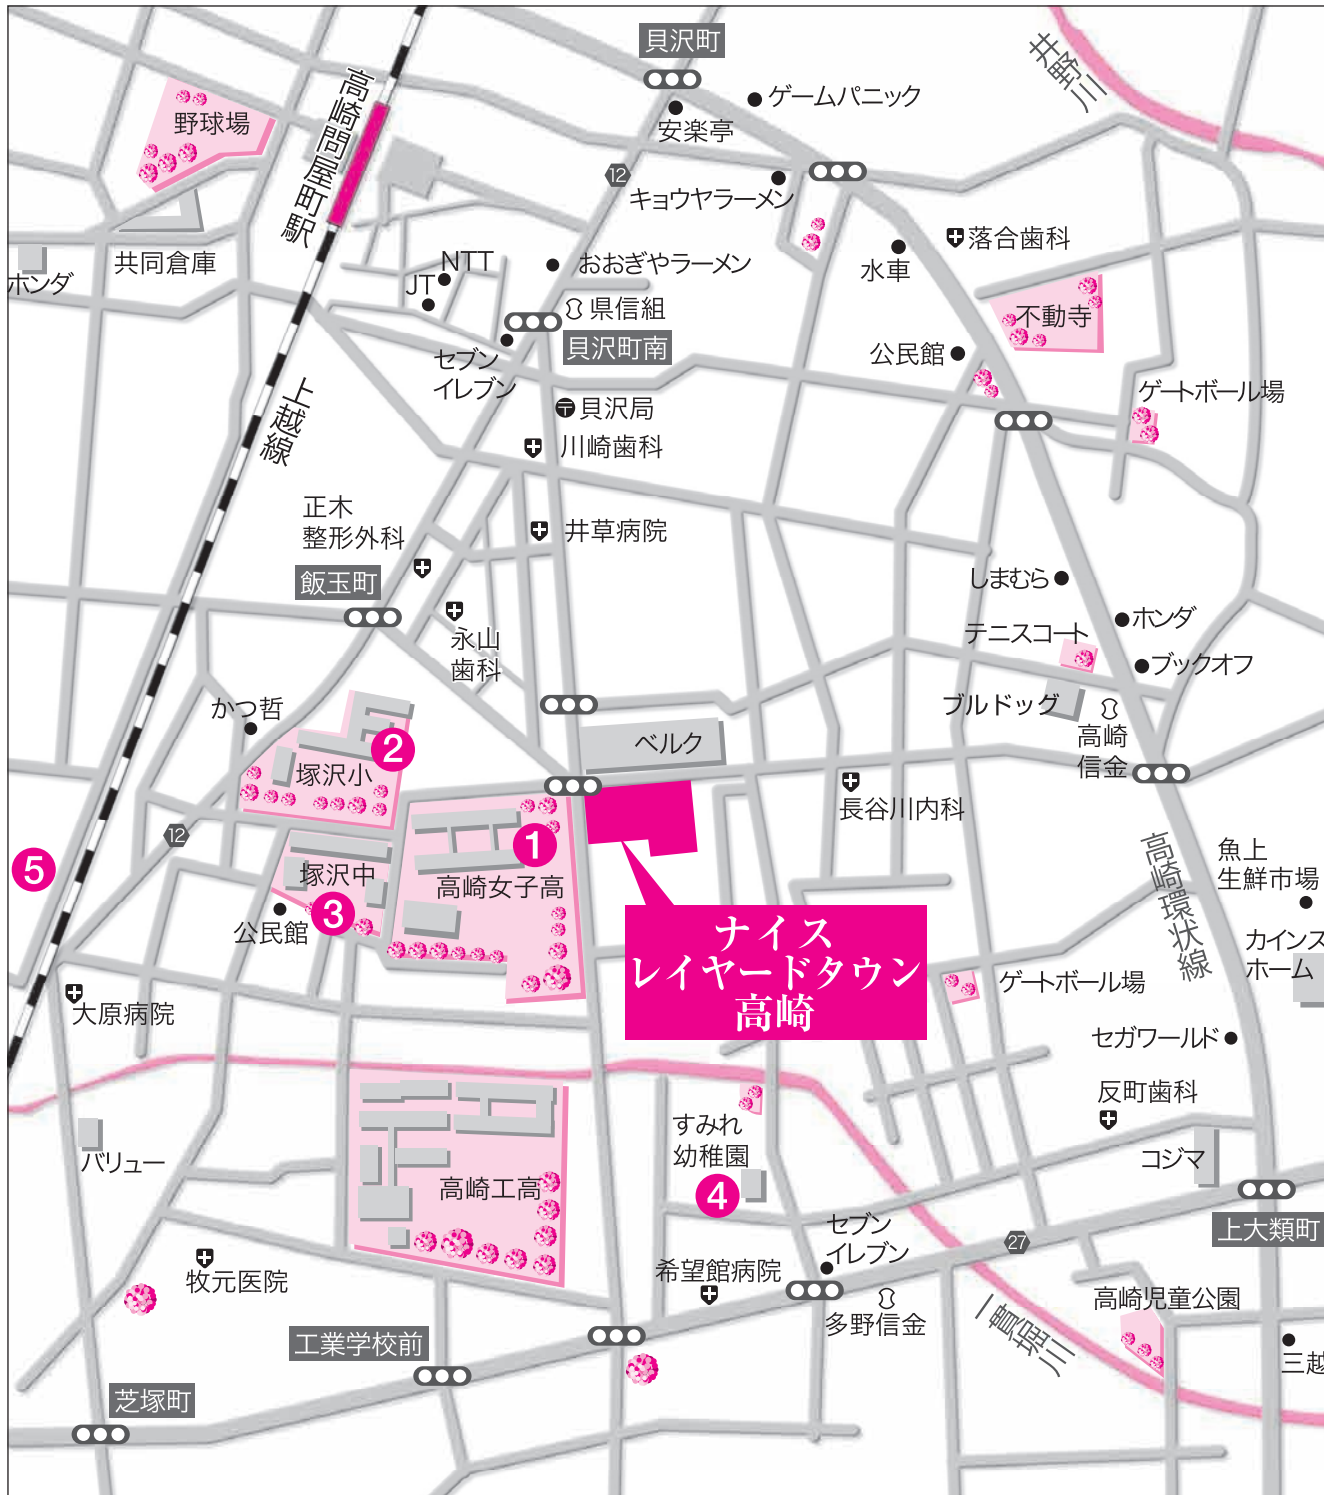 貝沢町
井野川
ゲームパニック
安楽亭
野球場
高崎問屋町駅
12
キョウヤラーメン
共同倉庫
ホンダ
NTT
JT
おおぎやラーメン
水車
落合歯科
県信組
貝沢町南
セブン
イレブン
不動寺
公民館
ゲートボール場
上越線
貝沢局
川崎歯科
正木
整形外科
井草病院
飯玉町
永山
歯科
しまむら
ホンダ
テニスコート
ブックオフ
ブルドッグ
高崎
信金
かつ哲
ベルク
2
塚沢小
長谷川内科
12
1
高崎女子高
5
塚沢中
3
公民館
高崎環状線
魚上
生鮮市場
カインズ
ホーム
ナイス
レイヤードタウン
高崎
ゲートボール場
大原病院
セガワールド
反町歯科
すみれ
幼稚園
4
コジマ
バリュー
高崎工高
セブン
イレブン
27
上大類町
希望館病院
牧元医院
多野信金
一貫堀川
高崎児童公園
工業学校前
三越
芝塚町